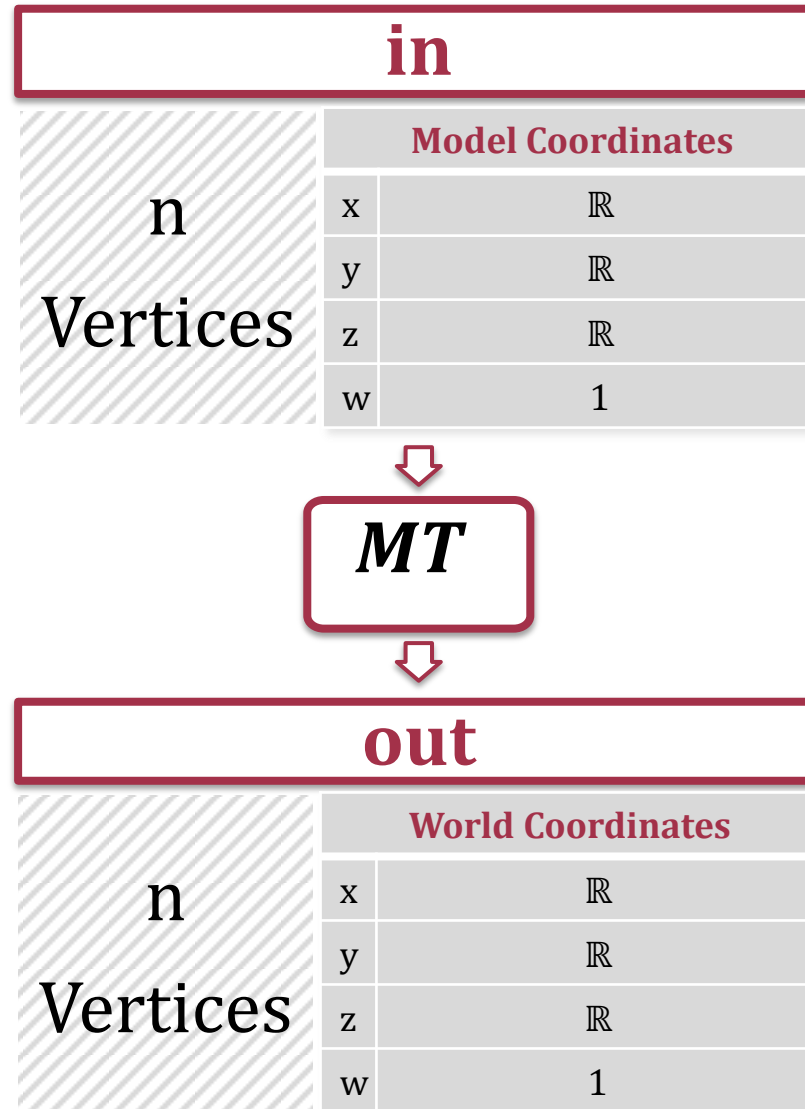 in
n
Vertices
Model Coordinates
x ℝ
y ℝ
z ℝ
w 1
MT
out
n
Vertices
World Coordinates
x ℝ
y ℝ
z ℝ
w 1